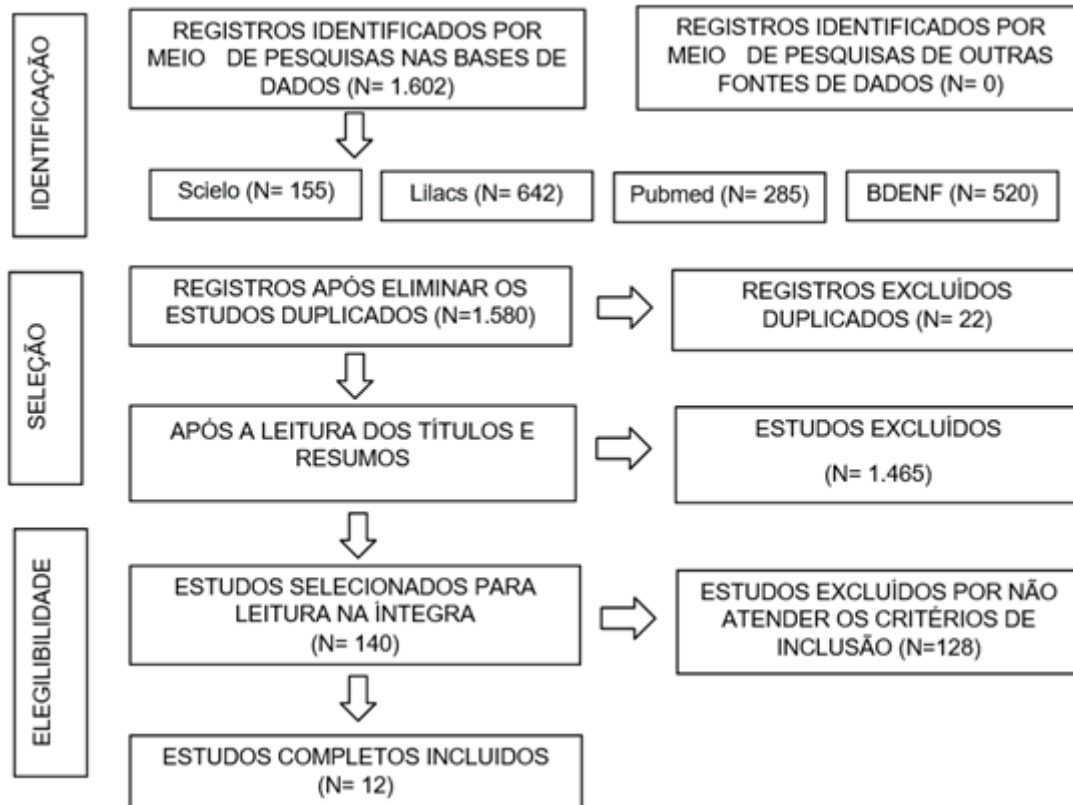 IDENTIFICAÇÃO
REGISTROS IDENTIFICADOS POR
MEIO DE PESQUISAS NAS BASES DE
DADOS (N= 1.602)
REGISTROS IDENTIFICADOS POR
MEIO DE PESQUISAS DE OUTRAS
FONTES DE DADOS (N= 0)
Scielo (N= 155)
Lilacs (N= 642)
Pubmed (N= 285)
BDENF (N= 520)
SELEÇÃO
REGISTROS APÓS ELIMINAR OS
ESTUDOS DUPLICADOS (N=1.580)
REGISTROS EXCLUÍDOS
DUPLICADOS (N= 22)
APÓS A LEITURA DOS TÍTULOS E
RESUMOS
ESTUDOS EXCLUÍDOS
(N= 1.465)
ELEGILIBILIDADE
ESTUDOS SELECIONADOS PARA
LEITURA NA ÍNTEGRA
(N= 140)
ESTUDOS EXCLUÍDOS POR NÃO
ATENDER OS CRITÉRIOS DE
INCLUSÃO (N=128)
ESTUDOS COMPLETOS INCLUIDOS
(N= 12)